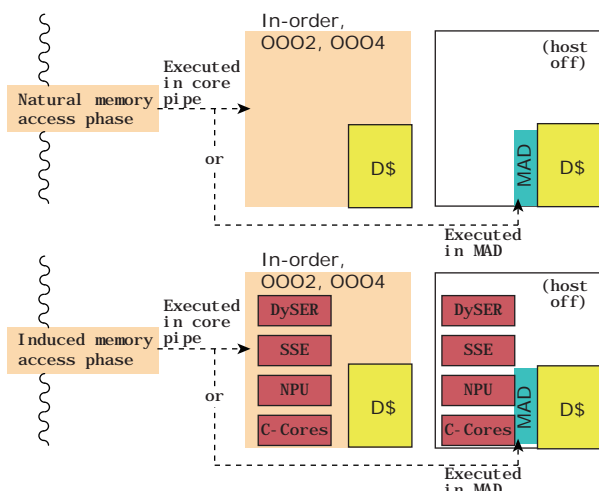 In-order,
OOO2, OOO4
(host
off)
Executed
in core
pipe
Natural memory
access phase
or
D$
MAD
D$
Executed
in MAD
In-order,
OOO2, OOO4
(host
off)
Executed
in core
pipe
DySER
DySER
Induced memory
access phase
SSE
SSE
or
NPU
NPU
D$
MAD
D$
C-Cores
C-Cores
Executed
in MAD